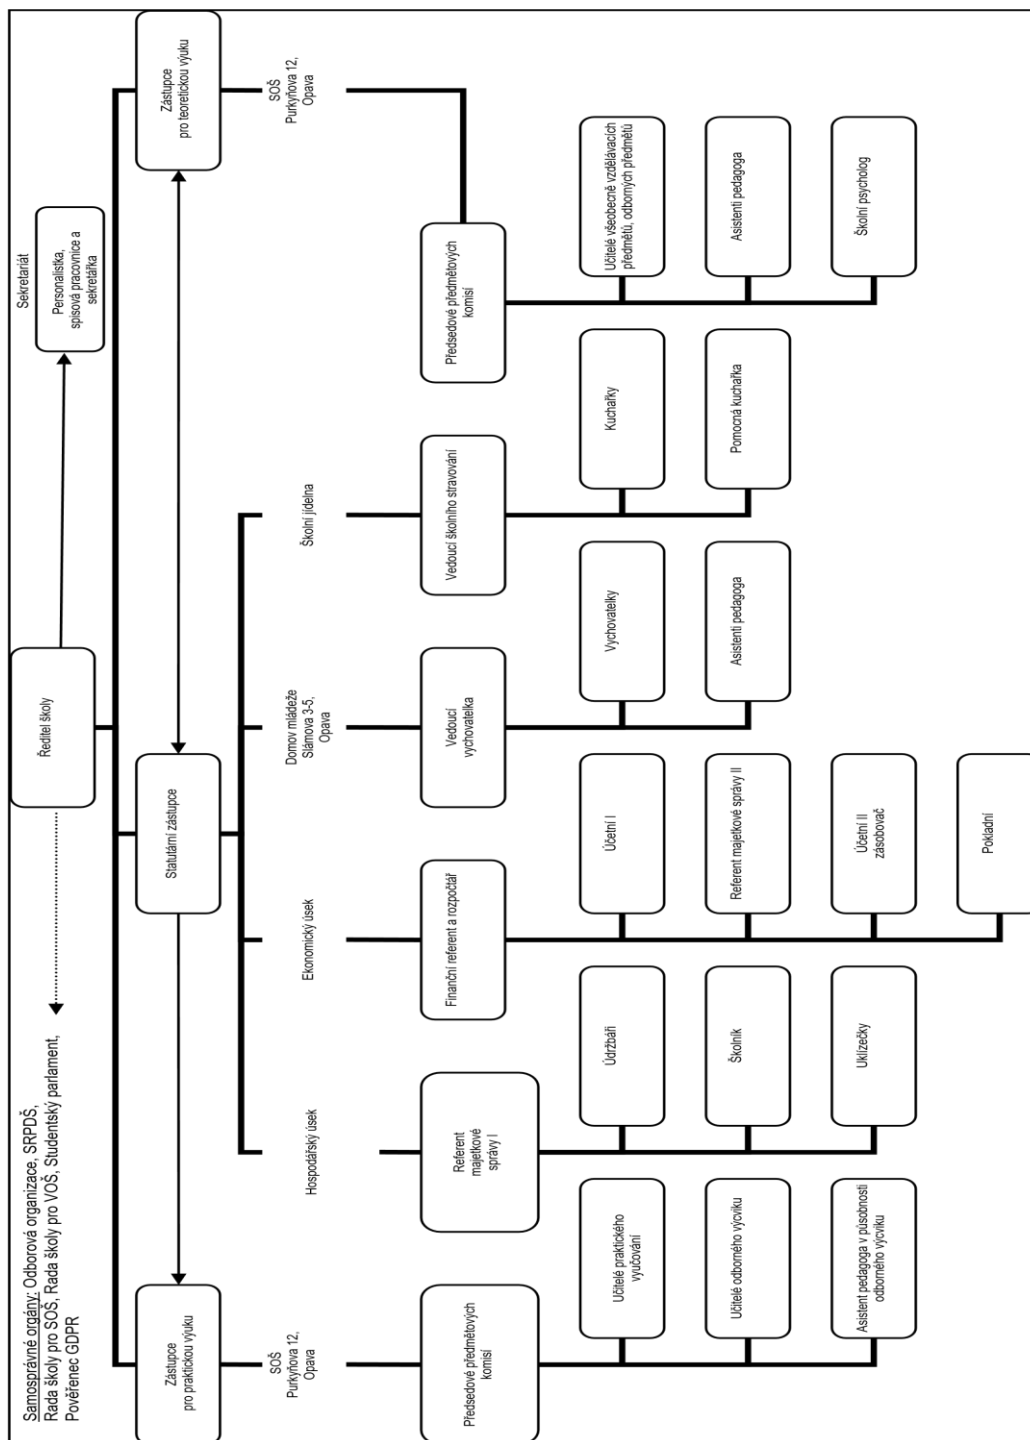 Samosprávné orgány: Odborová organizace, SRPDŠ,
Rada školy pro SOŠ, Rada školy pro VOŠ, Studentský parlament,
Pověřenec GDPR
Ředitel školy
Sekretariát
Personalistka,
spisová pracovnice a
sekretářka
Zástupce
pro praktickou výuku
Statutární zástupce
Zástupce
pro teoretickou výuku
SOŠ
Purkyňova 12,
Opava
Hospodářský úsek
Ekonomický úsek
Domov mládeže
Slámova 3-5,
Opava
Školní jídelna
SOŠ
Purkyňova 12,
Opava
Předsedové předmětových
komisí
Referent
majetkové
správy I
Finanční referent a rozpočtář
Vedoucí
vychovatelka
Vedoucí školního stravování
Předsedové předmětových
komisí
Učitelé praktického
vyučování
Údržbáři
Účetní I
Vychovatelky
Kuchařky
Učitelé všeobecně vzdělávacích
předmětů, odborných předmětů
Učitelé odborného výcviku
Školník
Referent majetkové správy II
Asistenti pedagoga
Pomocná kuchařka
Asistenti pedagoga
Asistent pedagoga v působnosti
odborného výcviku
Uklízečky
Účetní II
zásobovač
Školní psycholog
Pokladní